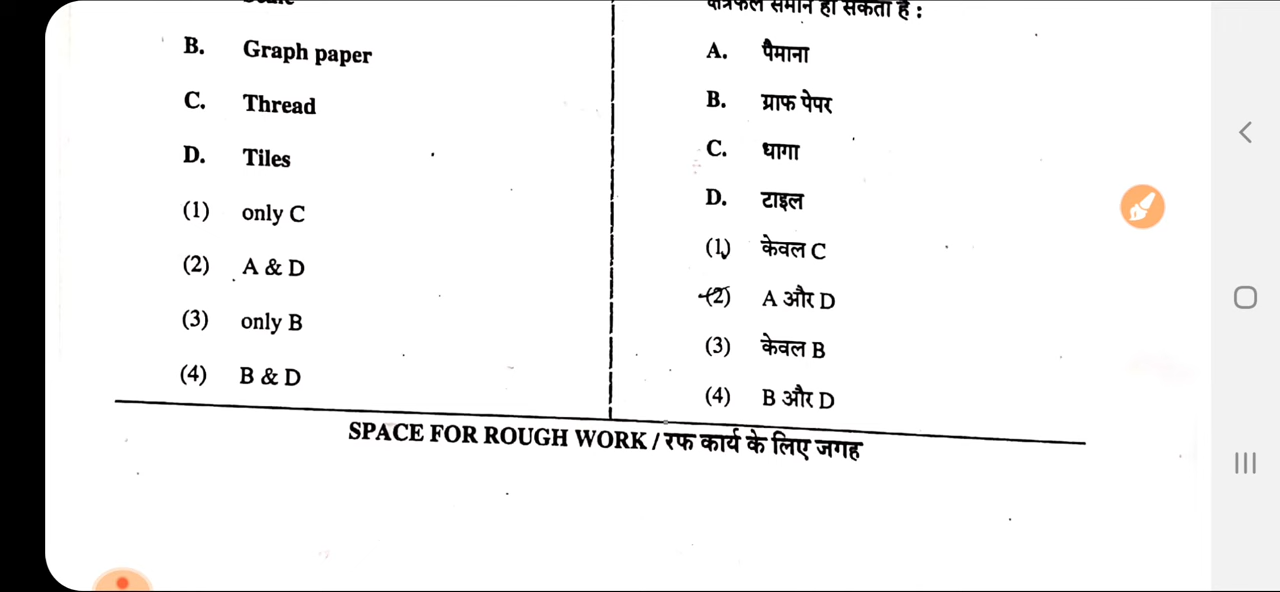 B. Graph paper
C. Thread
D. Tiles
(1) only C
(2) A & D
(3) only B
(4) B & D
क्षेत्रफल समान हो सकता है :
A. पैमाना
B. ग्राफ पेपर
C. धागा
D. टाइल
(1) केवल C
(2) A और D
(3) केवल B
(4) B और D
SPACE FOR ROUGH WORK / रफ कार्य के लिए जगह